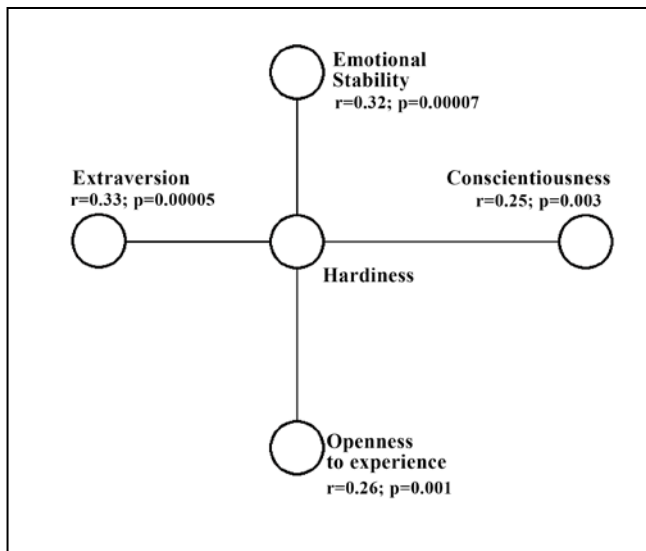 Emotional
Stability
r=0.32; p=0.00007
Extraversion
r=0.33; p=0.00005
Conscientiousness
r=0.25; p=0.003
Hardiness
Openness
to experience
r=0.26; p=0.001